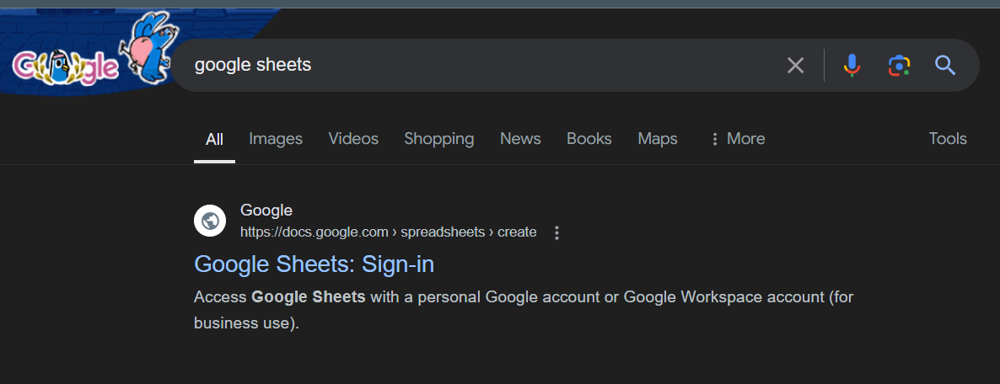 Google
google sheets
All Images Videos Shopping News Books Maps More Tools
Google
https://docs.google.com › spreadsheets › create
Google Sheets: Sign-in
Access Google Sheets with a personal Google account or Google Workspace account (for
business use).